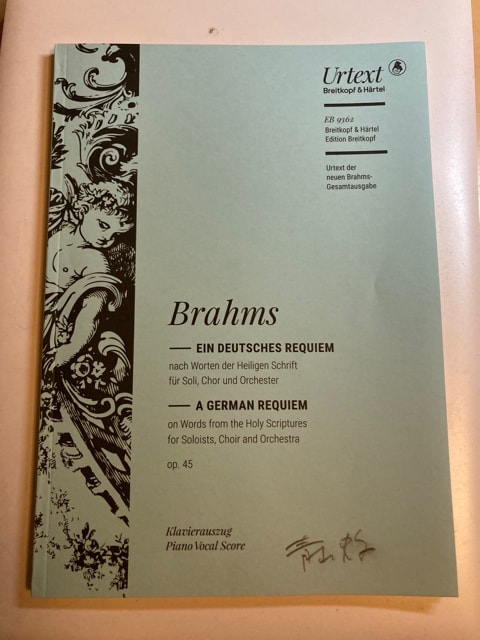 Urtext
Breitkopf & Härtel
EB 9362
Breitkopf & Härtel
Edition Breitkopf
Urtext der
neuen Brahms-
Gesamtausgabe
Brahms
EIN DEUTSCHES REQUIEM
nach Worten der Heiligen Schrift
für Soli, Chor und Orchester
A GERMAN REQUIEM
on Words from the Holy Scriptures
for Soloists, Choir and Orchestra
op. 45
Klavierauszug
Piano Vocal Score